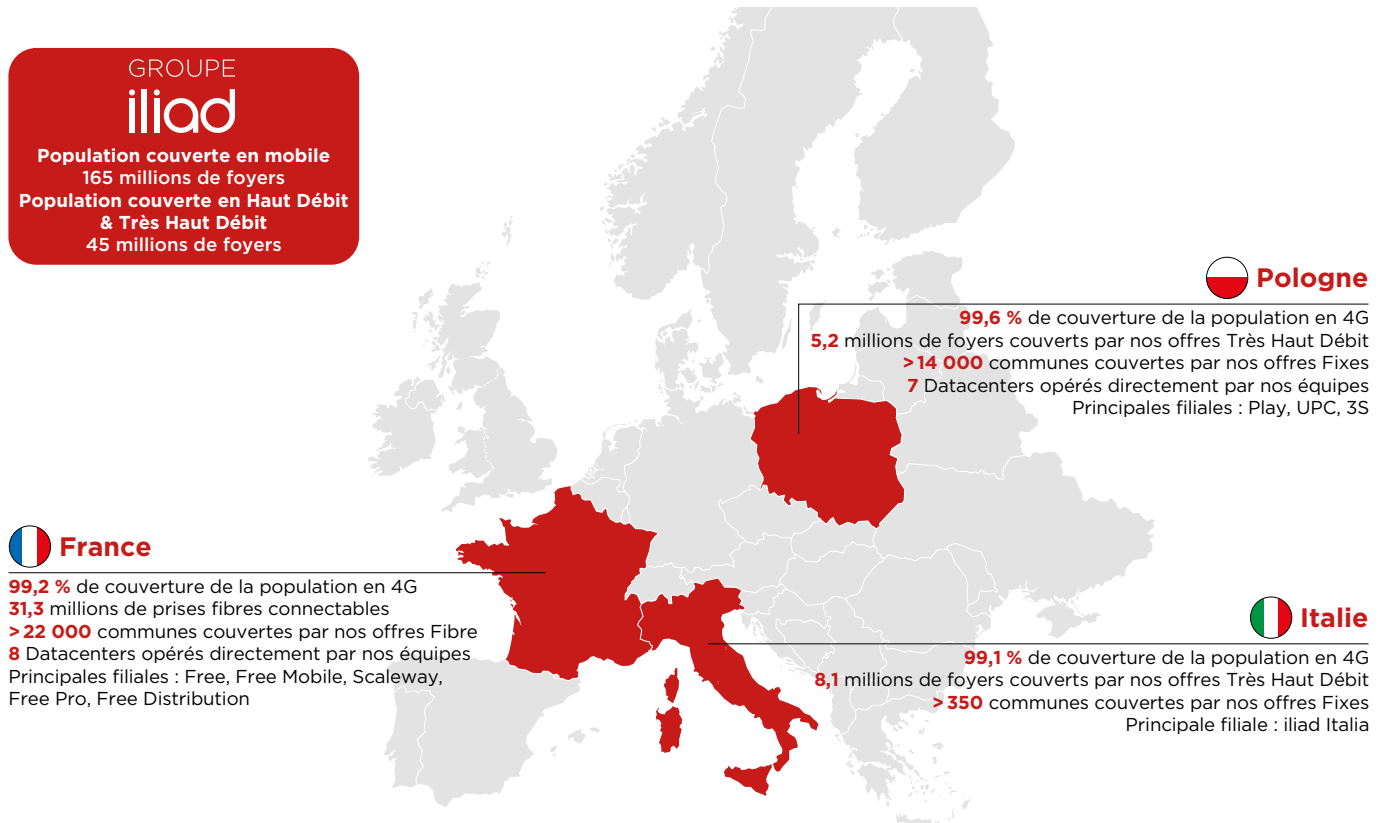 GROUPE
iliad
Population couverte en mobile
165 millions de foyers
Population couverte en Haut Débit
& Très Haut Débit
45 millions de foyers
Pologne
99,6 % de couverture de la population en 4G
5,2 millions de foyers couverts par nos offres Très Haut Débit
> 14 000 communes couvertes par nos offres Fixes
7 Datacenters opérés directement par nos équipes
Principales filiales : Play, UPC, 3S
France
99,2 % de couverture de la population en 4G
31,3 millions de prises fibres connectables
> 22 000 communes couvertes par nos offres Fibre
8 Datacenters opérés directement par nos équipes
Principales filiales : Free, Free Mobile, Scaleway,
Free Pro, Free Distribution
Italie
99,1 % de couverture de la population en 4G
8,1 millions de foyers couverts par nos offres Très Haut Débit
> 350 communes couvertes par nos offres Fixes
Principale filiale : iliad Italia